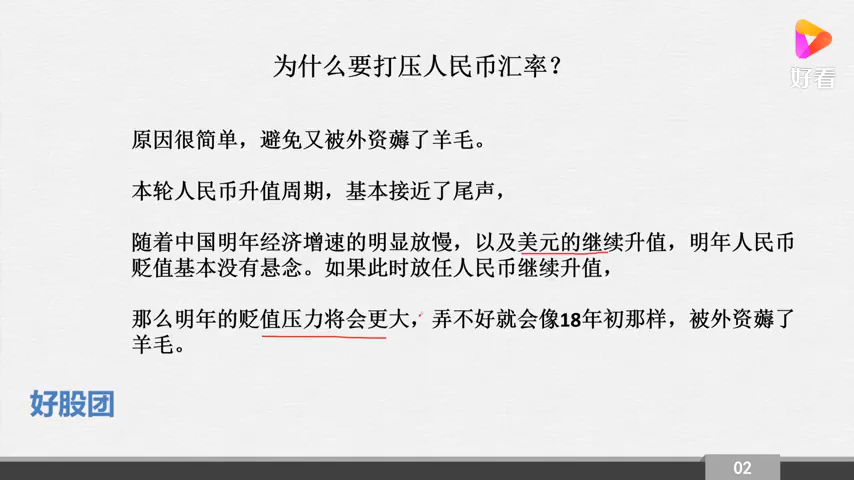 好看
为什么要打压人民币汇率？
原因很简单，避免又被外资薅了羊毛。
本轮人民币升值周期，基本接近了尾声，
随着中国明年经济增速的明显放慢，以及美元的继续升值，明年人民币
贬值基本没有悬念。如果此时放任人民币继续升值，
那么明年的贬值压力将会更大，弄不好就会像18年初那样，被外资薅了
羊毛。
好股团
02